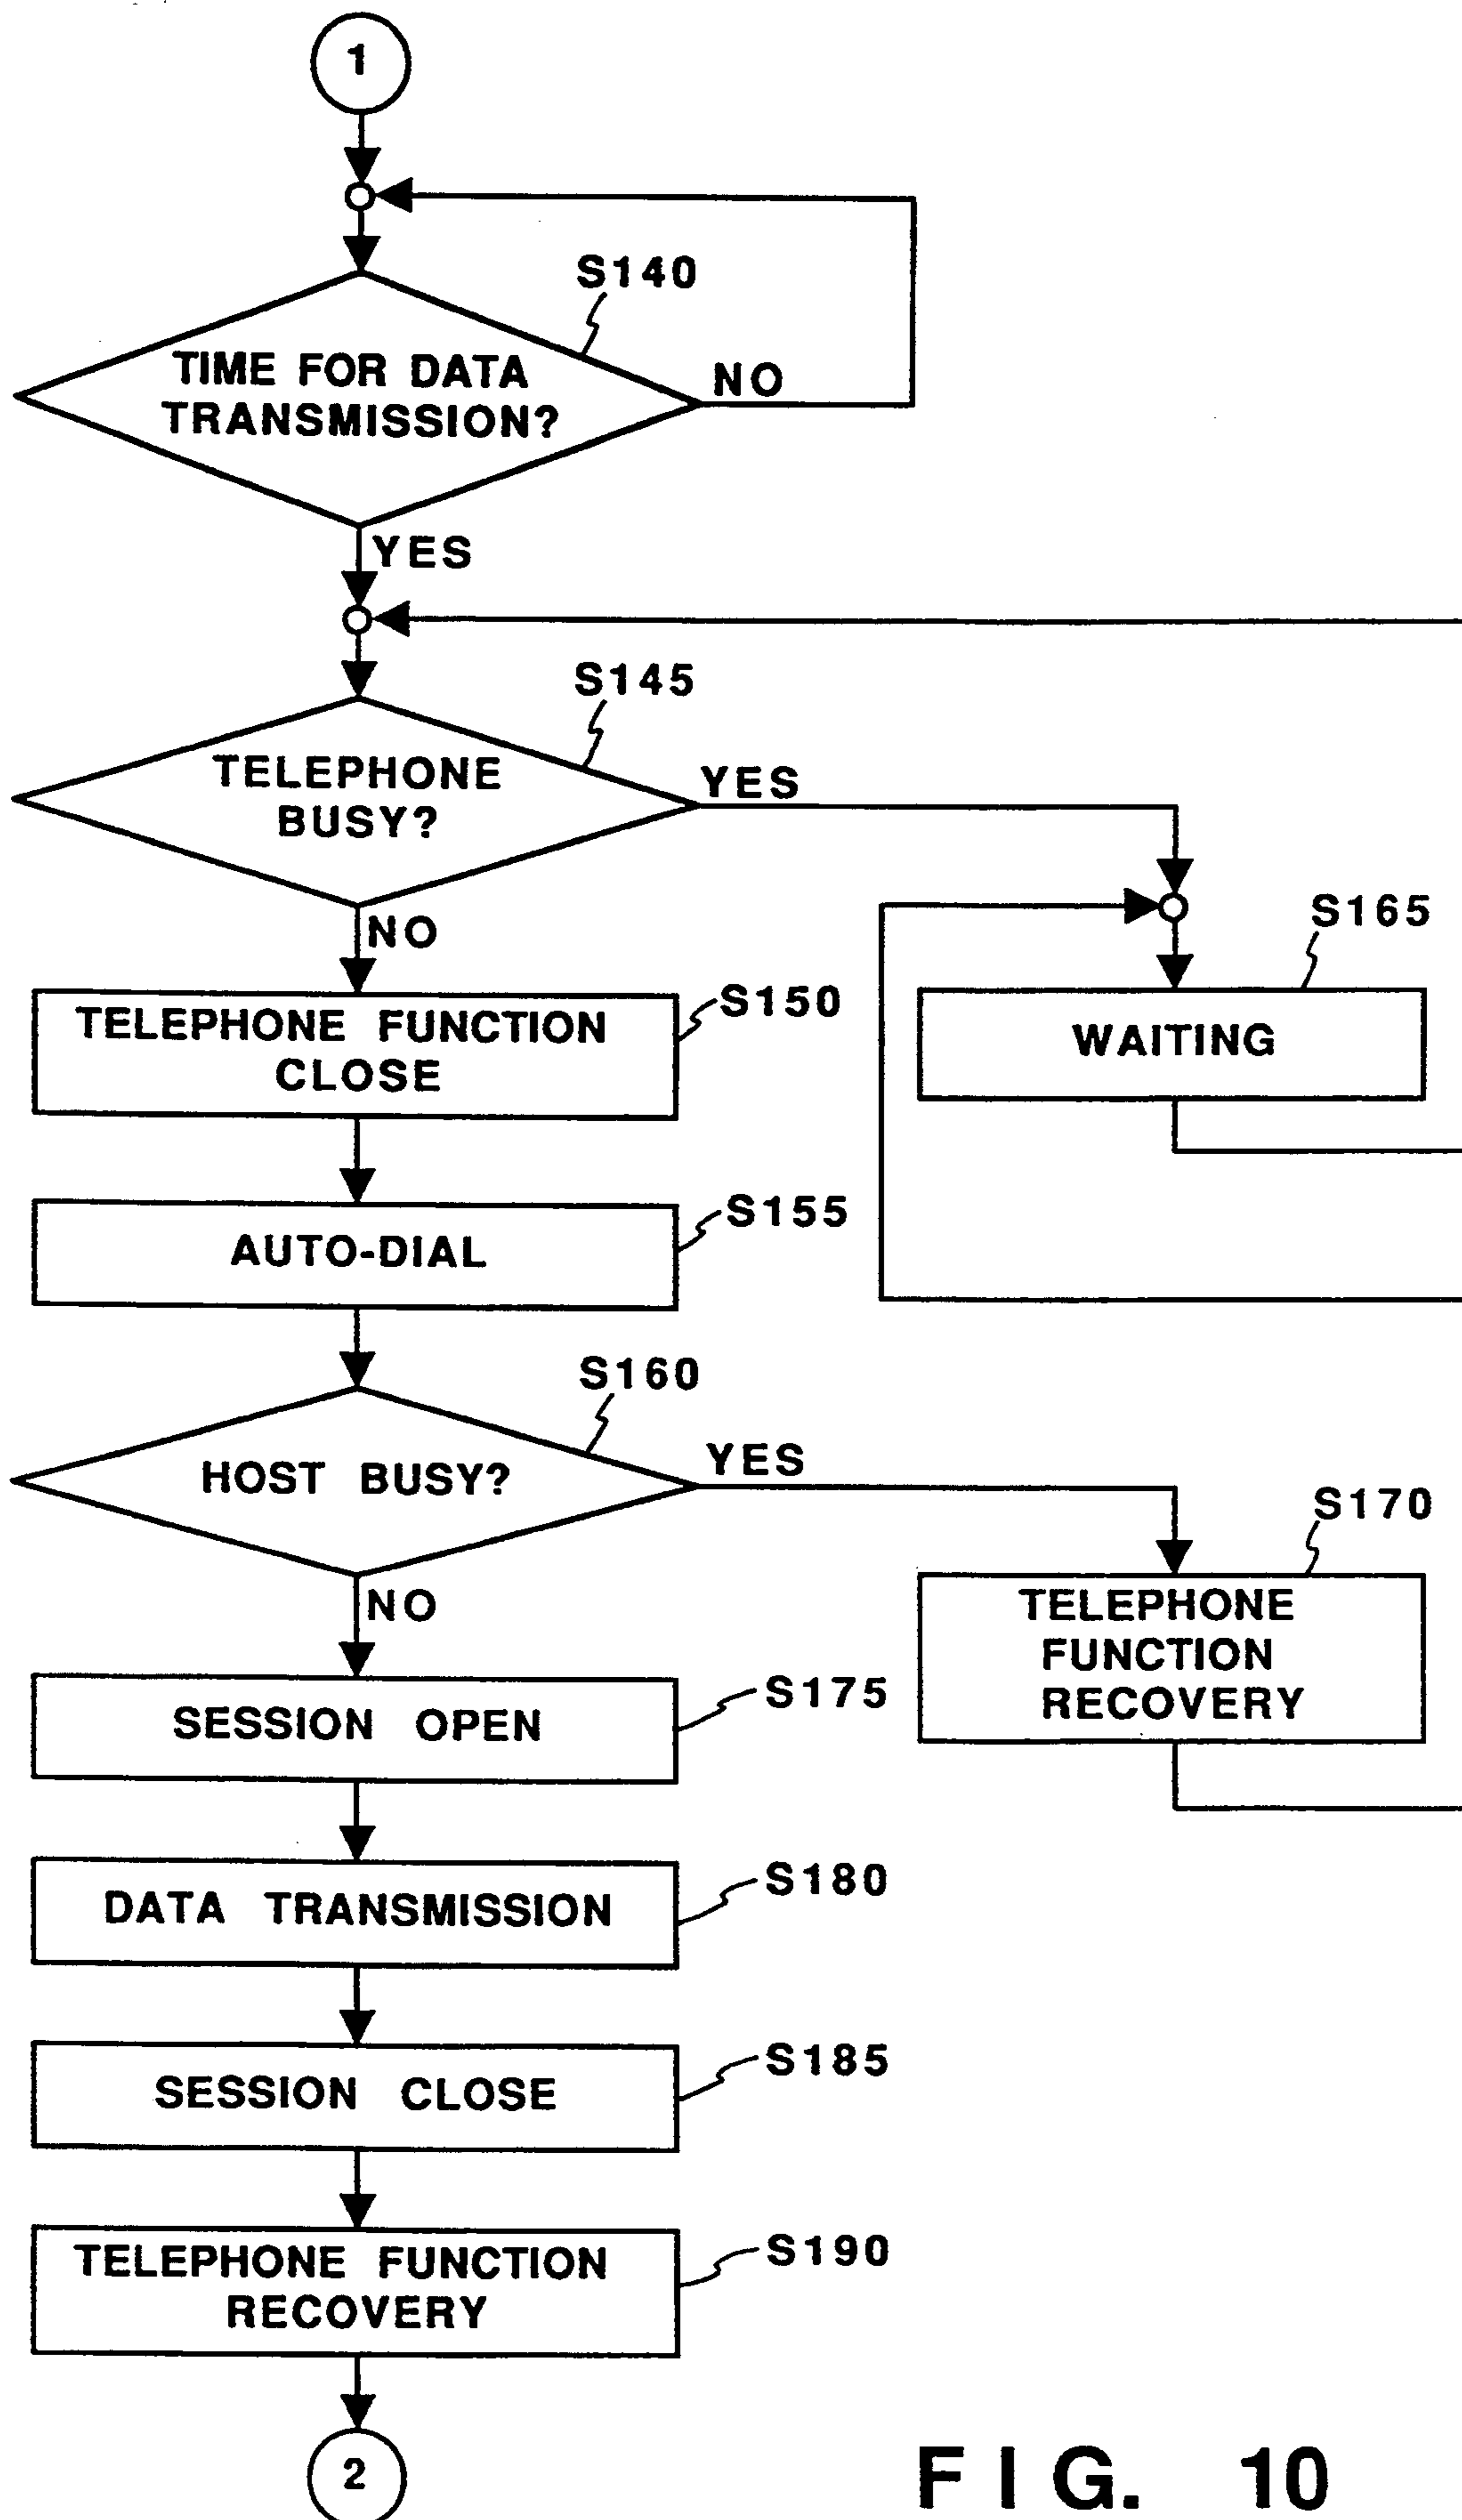 1
S140
TIME FOR DATA
TRANSMISSION?
NO
YES
S145
TELEPHONE
BUSY?
YES
NO
S165
WAITING
S150
TELEPHONE FUNCTION
CLOSE
S155
AUTO-DIAL
S160
HOST BUSY?
YES
NO
S170
TELEPHONE
FUNCTION
RECOVERY
S175
SESSION OPEN
S180
DATA TRANSMISSION
S185
SESSION CLOSE
S190
TELEPHONE FUNCTION
RECOVERY
2
FIG. 10